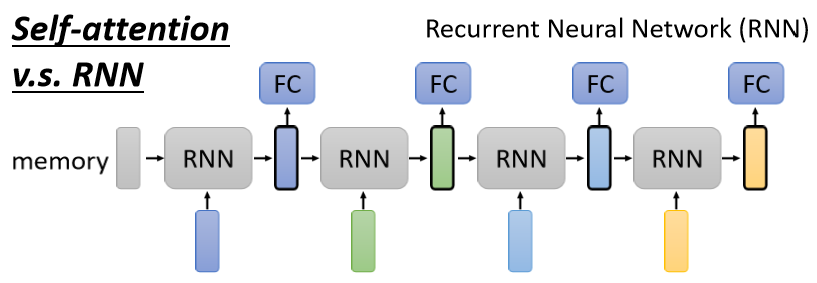 Self-attention
v.s. RNN
Recurrent Neural Network (RNN)
FC FC FC FC
memory RNN RNN RNN RNN